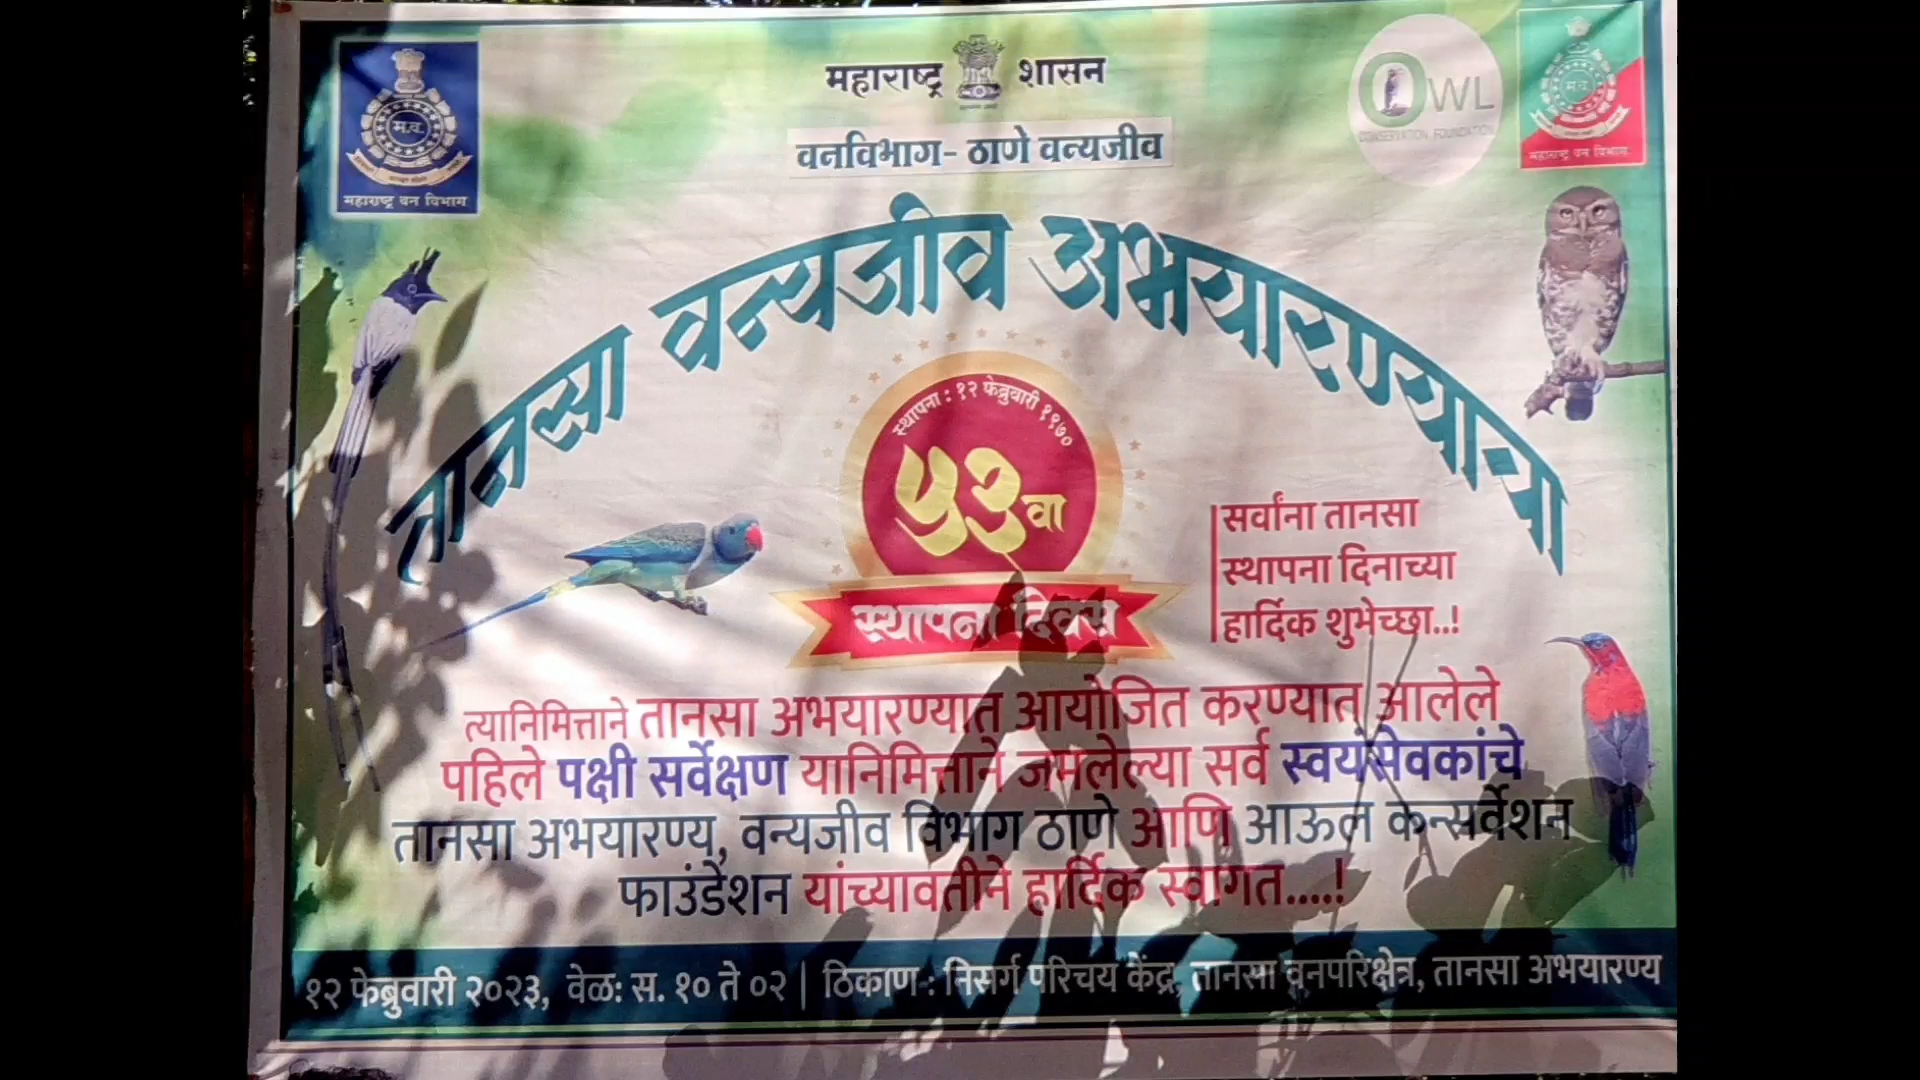 महाराष्ट्र शासन
म.व.
महाराष्ट्र वन विभाग
OWL
CONSERVATION FOUNDATION
म.व.
महाराष्ट्र वन विभाग
वनविभाग- ठाणे वन्यजीव
तानसा वन्यजीव अभयारण्याचा
स्थापना : १२ फेब्रुवारी १९७०
५३वा
स्थापना दिवस
सर्वांना तानसा
स्थापना दिनाच्या
हार्दिक शुभेच्छा..!
त्यानिमित्ताने तानसा अभयारण्यात आयोजित करण्यात आलेले
पहिले पक्षी सर्वेक्षण यानिमित्ताने जमलेल्या सर्व स्वयंसेवकांचे
तानसा अभयारण्य, वन्यजीव विभाग ठाणे आणि आऊल कन्सर्वेशन
फाउंडेशन यांच्यावतीने हार्दिक स्वागत....!
१२ फेब्रुवारी २०२३, वेळ: स. १० ते ०२ | ठिकाण : निसर्ग परिचय केंद्र, तानसा वनपरिक्षेत्र, तानसा अभयारण्य